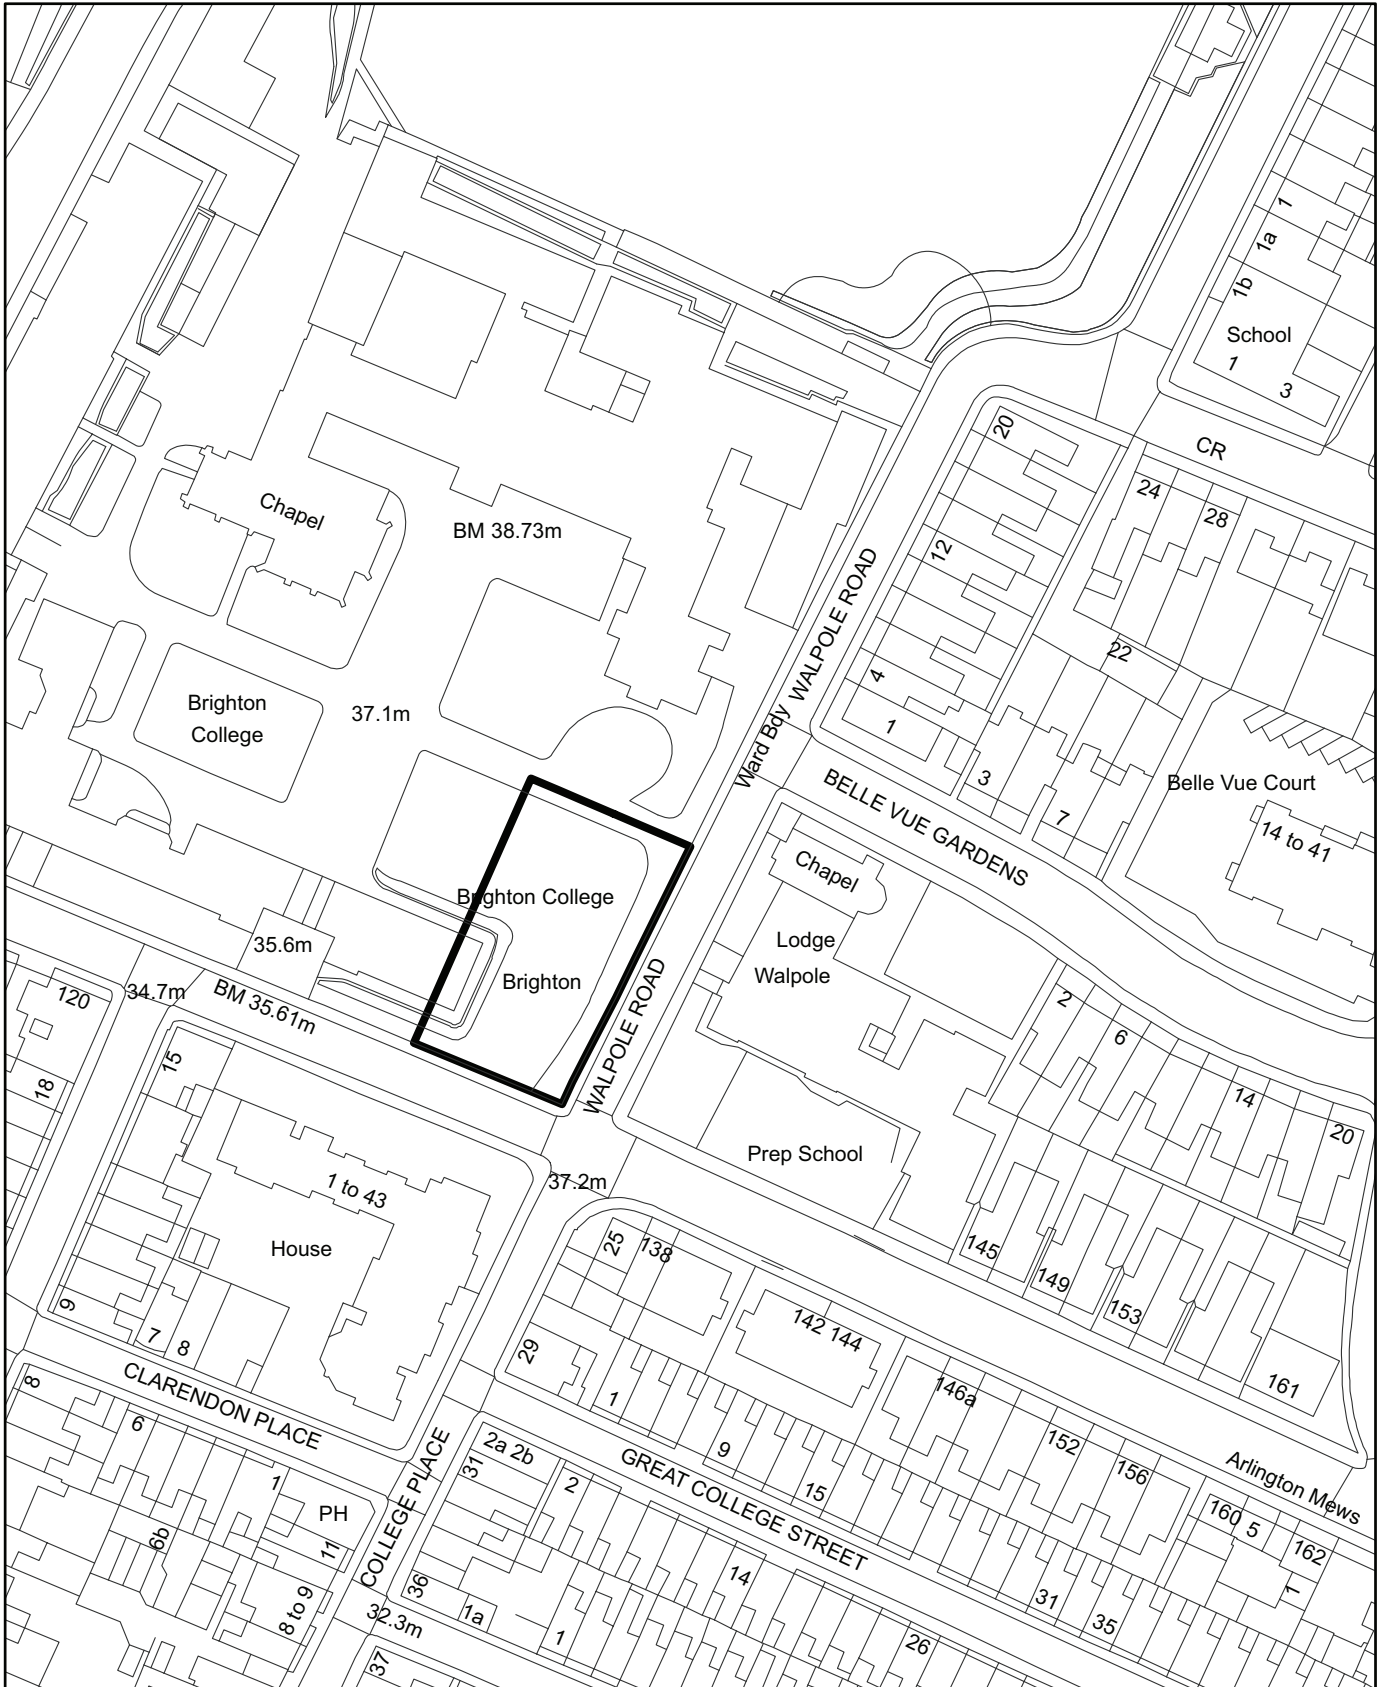 1
1a
1b
School
1
3
CR
20
24
28
12
Chapel
BM 38.73m
WALPOLE ROAD
22
4
1
Brighton
College
37.1m
Ward Bdy
3
7
Belle Vue Court
14 to 41
BELLE VUE GARDENS
Chapel
Brighton College
Lodge
Walpole
35.6m
Brighton
120
34.7m
BM 35.61m
WALPOLE ROAD
2
6
14
20
15
18
Prep School
37.2m
1 to 43
House
25
138
145
149
153
142 144
9
7
8
29
161
CLARENDON PLACE
8
6
1
146a
152
156
Arlington Mews
COLLEGE PLACE
2a 2b
31
2
9
15
GREAT COLLEGE STREET
160
5
162
1
1
PH
11
6b
8 to 9
36
1a
1
14
31
35
32.3m
26
37